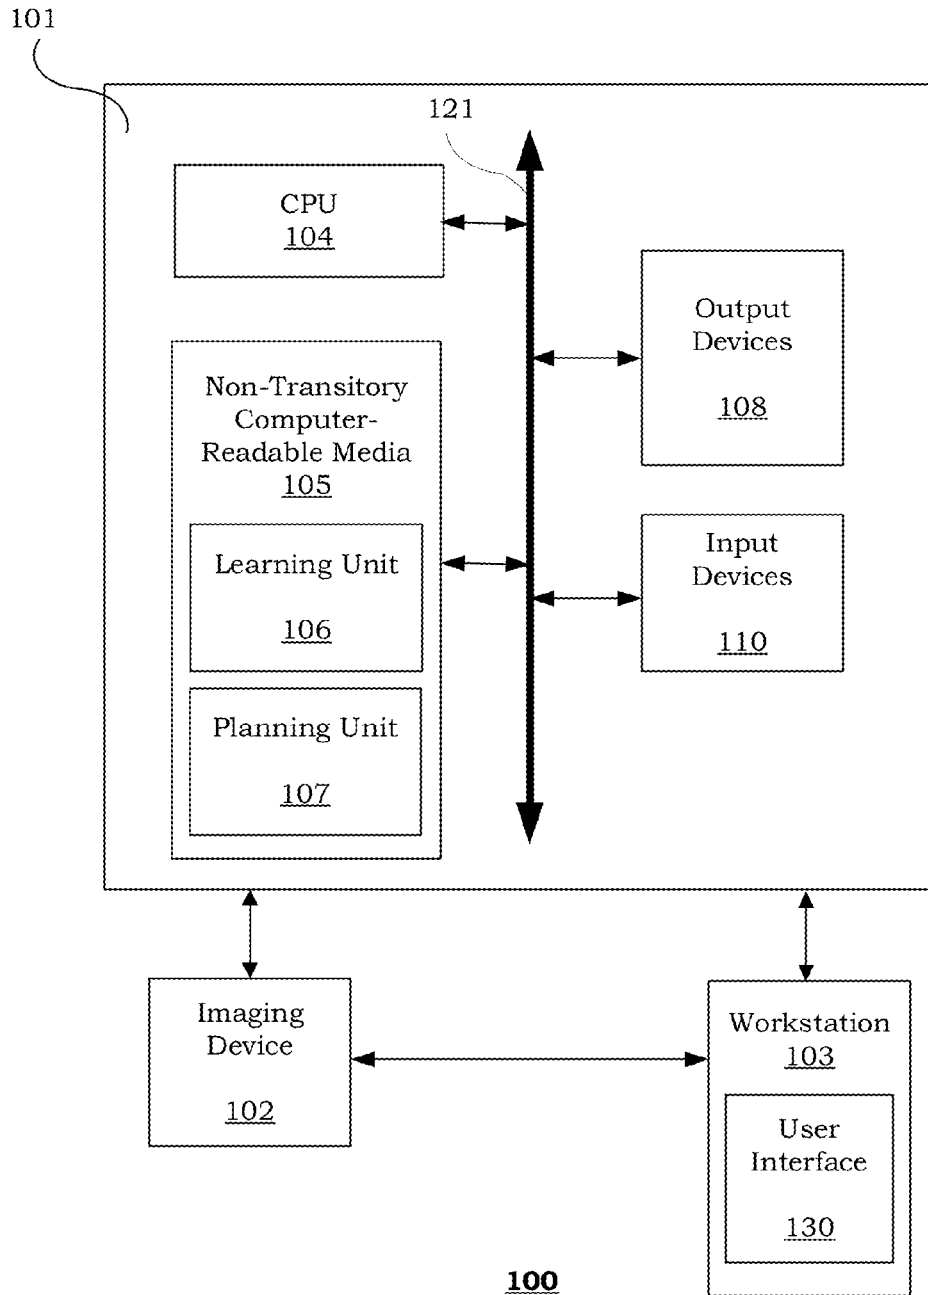 101
121
CPU
104
Output
Devices
108
Non-Transitory
Computer-
Readable Media
105
Learning Unit
106
Input
Devices
110
Planning Unit
107
Imaging
Device
102
Workstation
103
User
Interface
130
100